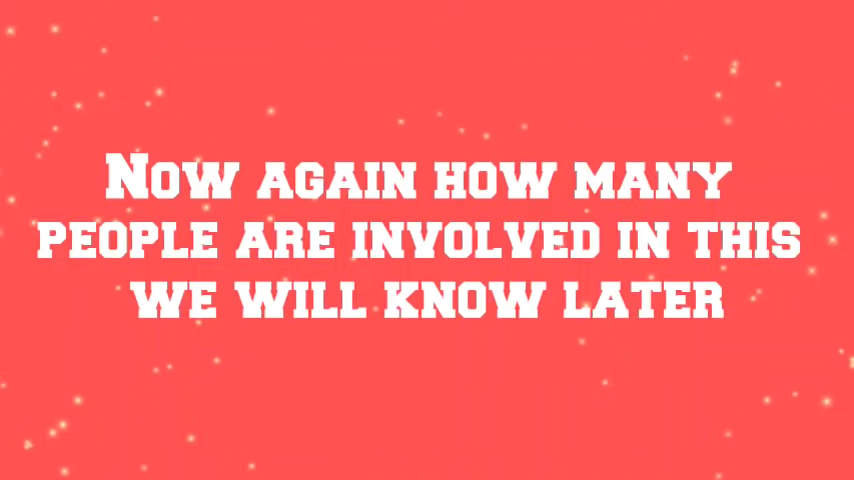 Now again how many
people are involved in this
we will know later